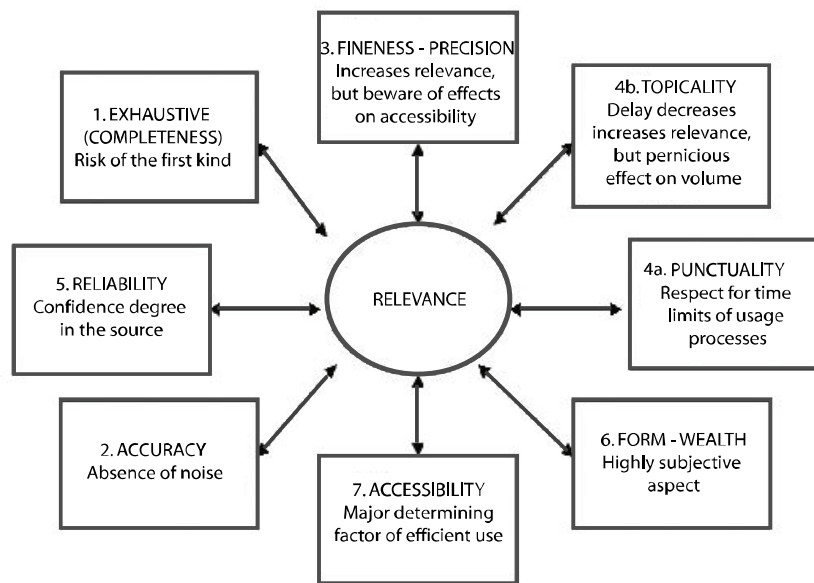 3. FINENESS - PRECISION
Increases relevance,
but beware of effects
on accessibility
4b. TOPICALITY
Delay decreases
increases relevance,
but pernicious
effect on volume
1. EXHAUSTIVE
(COMPLETENESS)
Risk of the first kind
5. RELIABILITY
Confidence degree
in the source
RELEVANCE
4a. PUNCTUALITY
Respect for time
limits of usage
processes
2. ACCURACY
Absence of noise
7. ACCESSIBILITY
Major determining
factor of efficient use
6. FORM - WEALTH
Highly subjective
aspect